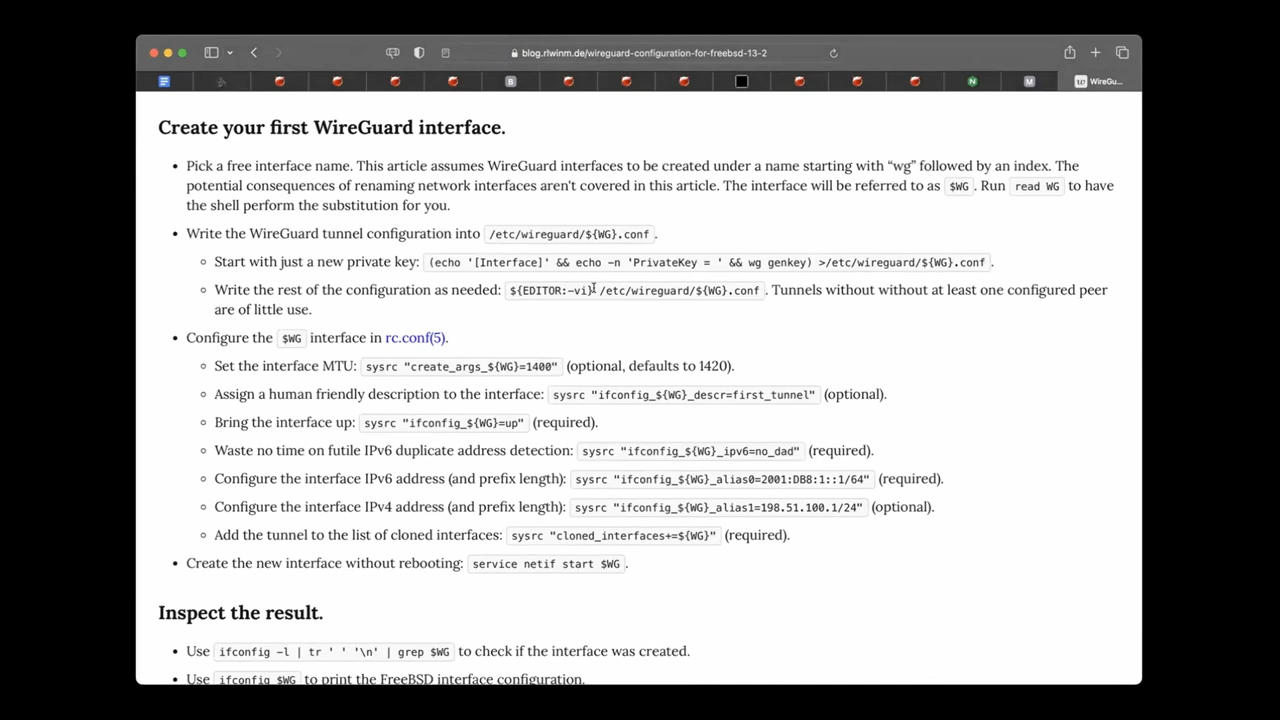 blog.rlwinm.de/wireguard-configuration-for-freebsd-13-2
B
N
M
WireGu...
Create your first WireGuard interface.
• Pick a free interface name. This article assumes WireGuard interfaces to be created under a name starting with “wg” followed by an index. The
potential consequences of renaming network interfaces aren't covered in this article. The interface will be referred to as $WG. Run read WG to have
the shell perform the substitution for you.
• Write the WireGuard tunnel configuration into /etc/wireguard/${WG}.conf.
◦ Start with just a new private key: (echo '[Interface]' && echo -n 'PrivateKey = ' && wg genkey) >/etc/wireguard/${WG}.conf.
◦ Write the rest of the configuration as needed: ${EDITOR:-vi} /etc/wireguard/${WG}.conf. Tunnels without without at least one configured peer
are of little use.
• Configure the $WG interface in rc.conf(5).
◦ Set the interface MTU: sysrc "create_args_${WG}=1400" (optional, defaults to 1420).
◦ Assign a human friendly description to the interface: sysrc "ifconfig_${WG}_descr=first_tunnel" (optional).
◦ Bring the interface up: sysrc "ifconfig_${WG}=up" (required).
◦ Waste no time on futile IPv6 duplicate address detection: sysrc "ifconfig_${WG}_ipv6=no_dad" (required).
◦ Configure the interface IPv6 address (and prefix length): sysrc "ifconfig_${WG}_alias0=2001:DB8:1::1/64" (required).
◦ Configure the interface IPv4 address (and prefix length): sysrc "ifconfig_${WG}_alias1=198.51.100.1/24" (optional).
◦ Add the tunnel to the list of cloned interfaces: sysrc "cloned_interfaces+=${WG}" (required).
• Create the new interface without rebooting: service netif start $WG.
Inspect the result.
• Use ifconfig -l | tr ' ' '\n' | grep $WG to check if the interface was created.
• Use ifconfig $WG to print the FreeBSD interface configuration.